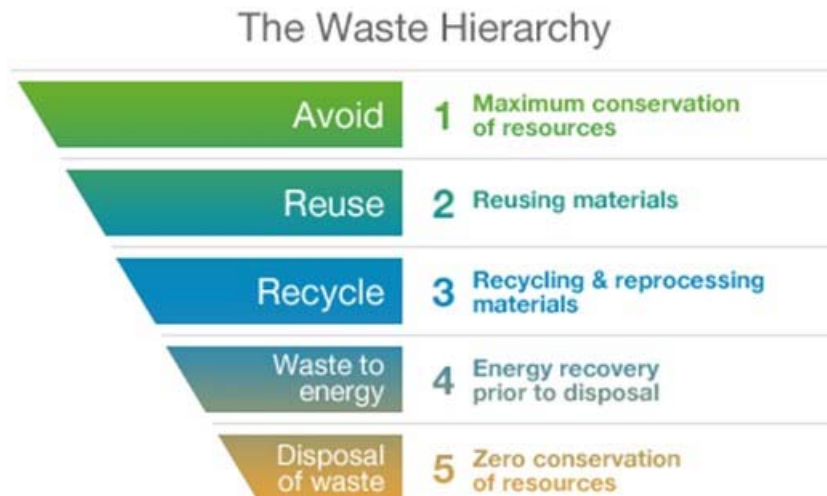 The Waste Hierarchy
Avoid
1 Maximum conservation
of resources
Reuse
2 Reusing materials
Recycle
3 Recycling & reprocessing
materials
Waste to
energy
4 Energy recovery
prior to disposal
Disposal
of waste
5 Zero conservation
of resources